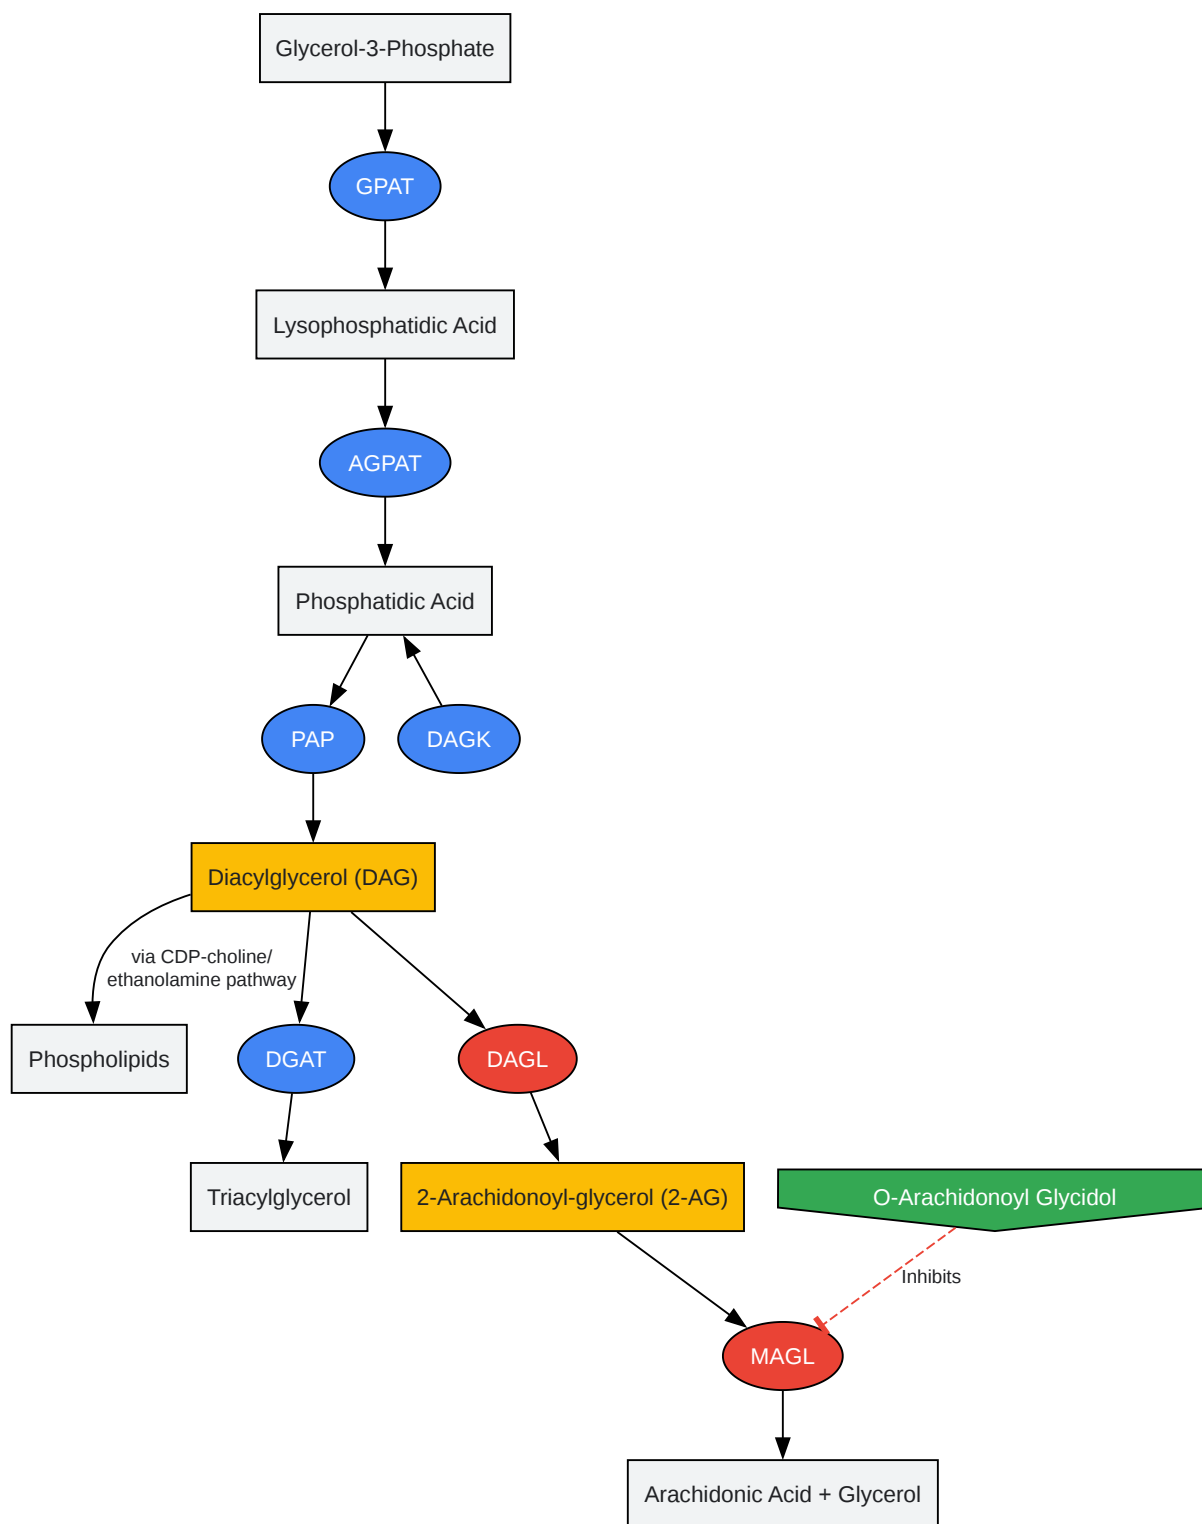 Glycerol-3-Phosphate
GPAT
Lysophosphatidic Acid
AGPAT
Phosphatidic Acid
PAP
DAGK
Diacylglycerol (DAG)
via CDP-choline/
ethanolamine pathway
Phospholipids
DGAT
DAGL
Triacylglycerol
2-Arachidonoyl-glycerol (2-AG)
O-Arachidonoyl Glycidol
Inhibits
MAGL
Arachidonic Acid + Glycerol